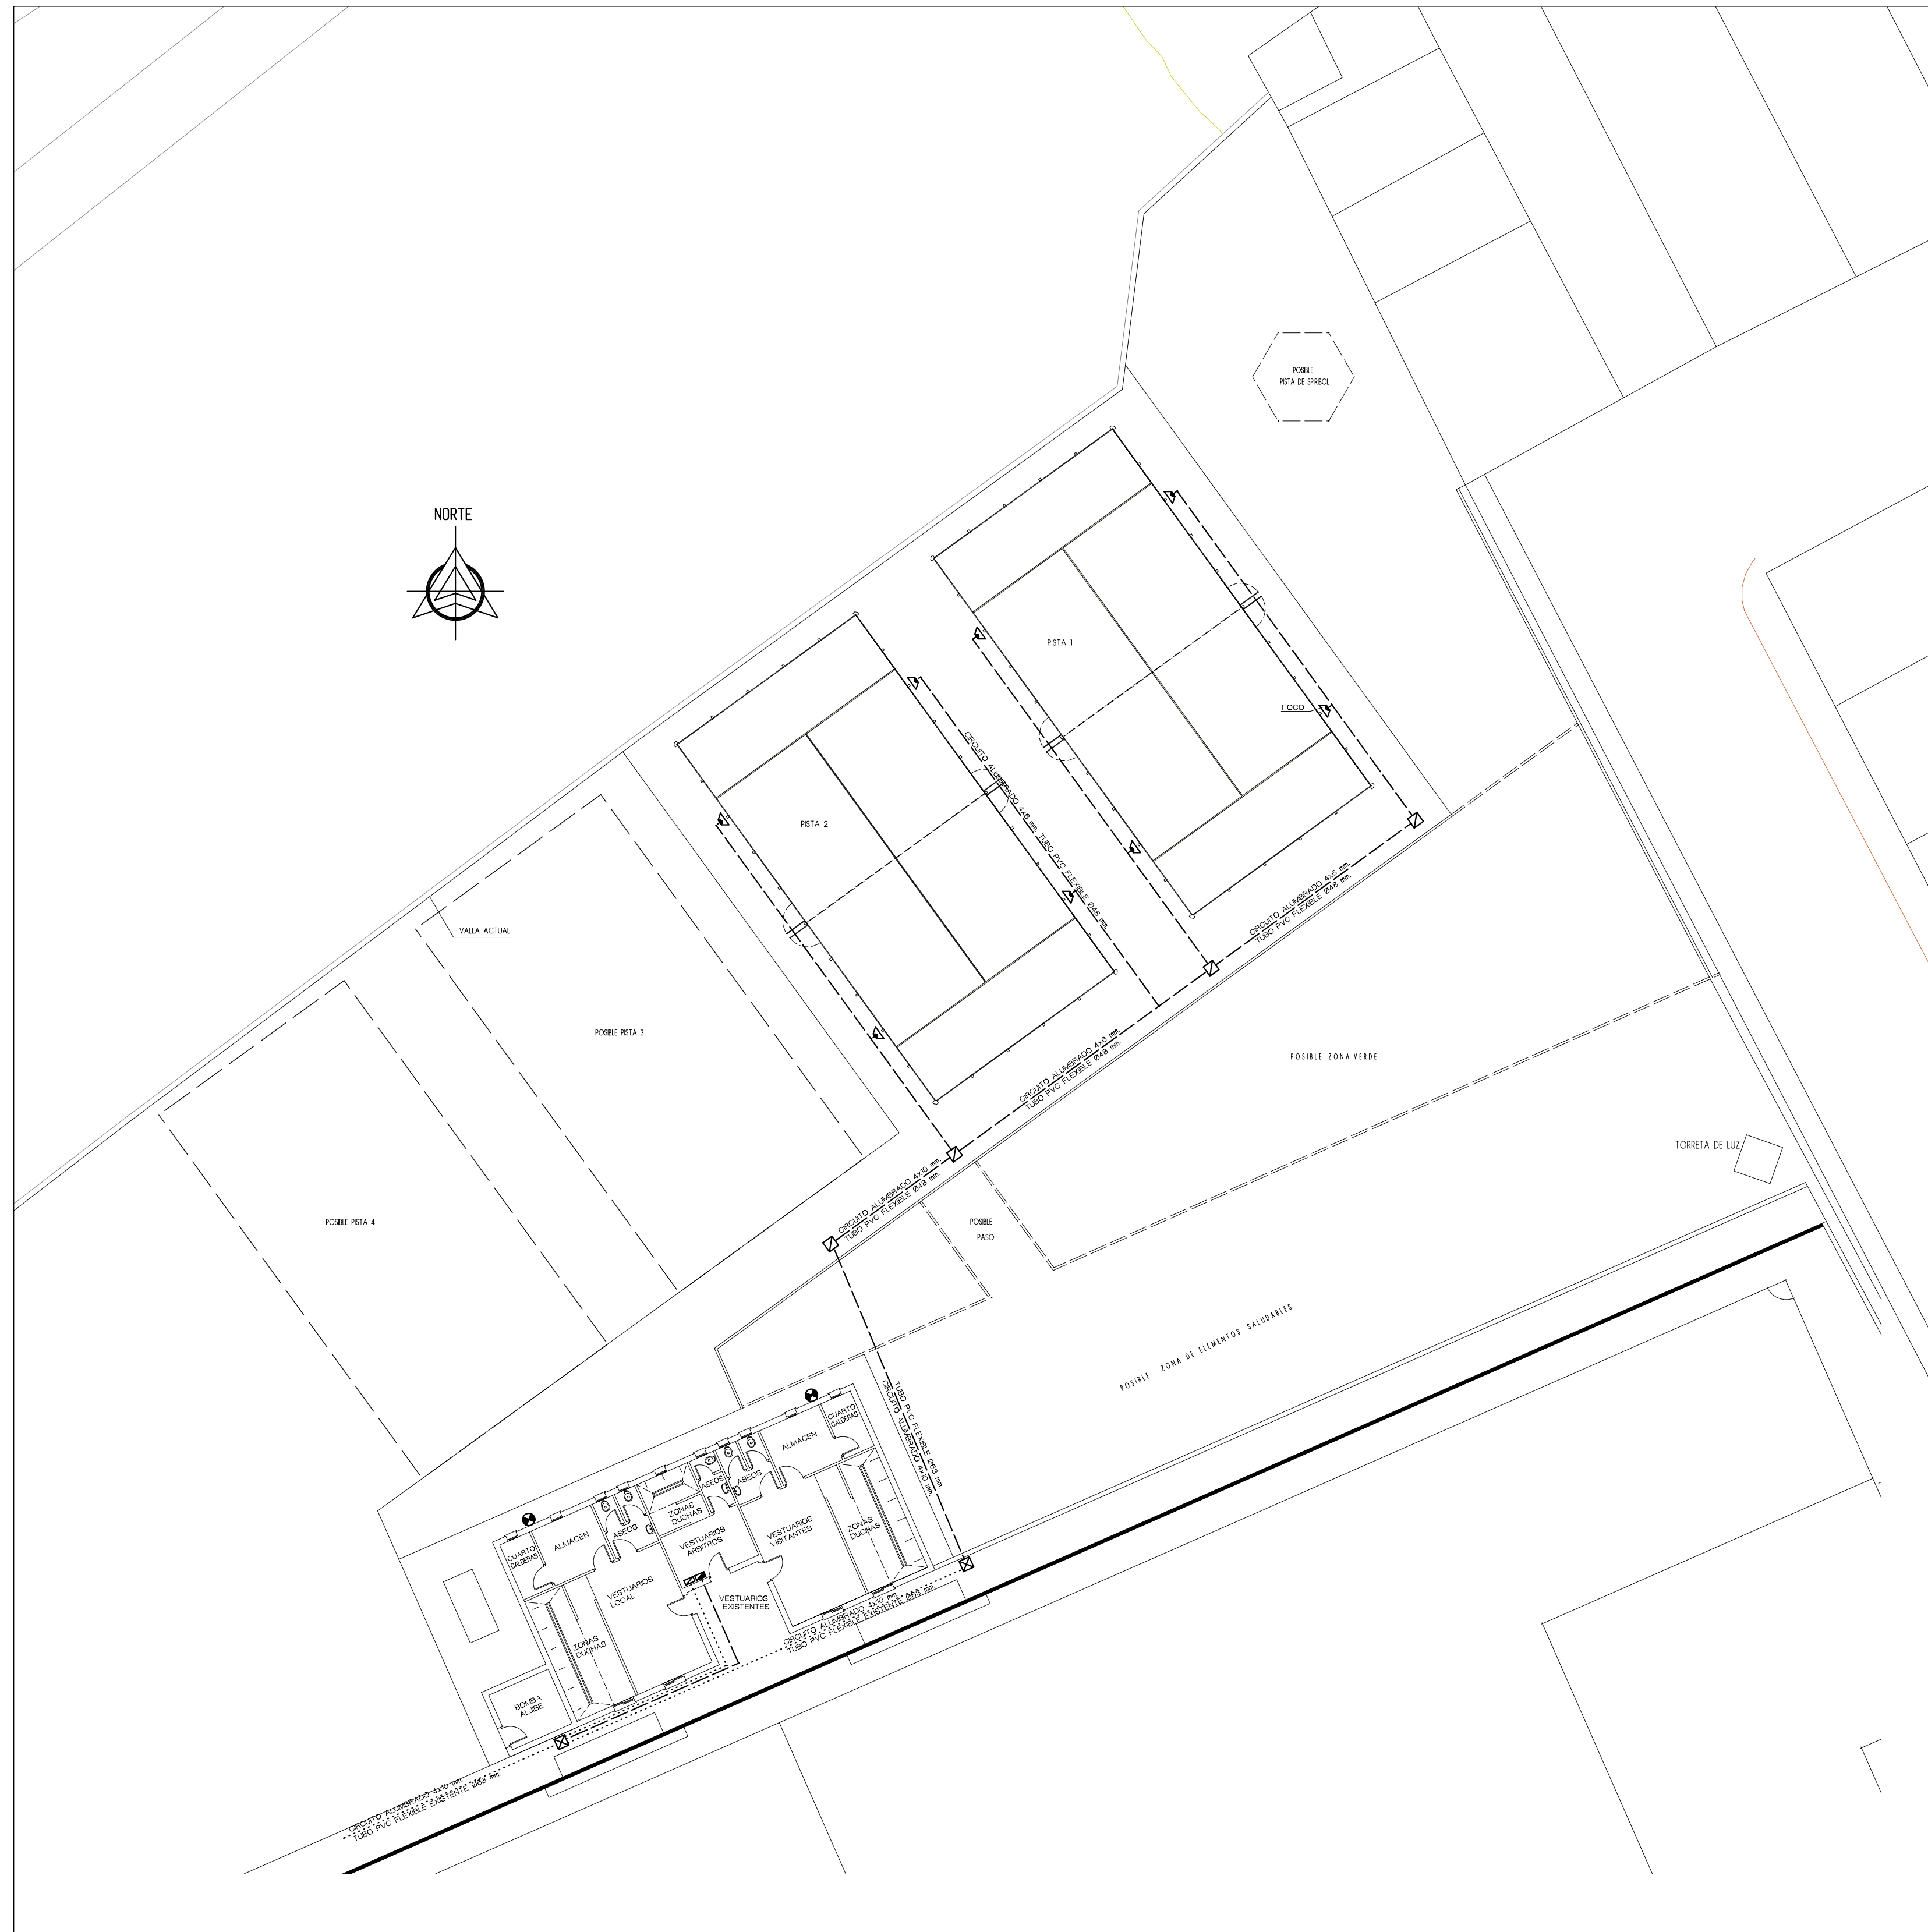 POSIBLE
PISTA DE SPIRIBOL
NORTE
PISTA 1
FOCO
CIRCUITO ALUMBRADO 4x6 mm. TUBO PVC FLEXIBLE Ø48 mm.
PISTA 2
CIRCUITO ALUMBRADO 4x6 mm.
TUBO PVC FLEXIBLE Ø48 mm.
VALLA ACTUAL
POSIBLE PISTA 3
CIRCUITO ALUMBRADO 4x6 mm.
TUBO PVC FLEXIBLE Ø48 mm.
POSIBLE ZONA VERDE
TORRETA DE LUZ
CIRCUITO ALUMBRADO 4x10 mm.
TUBO PVC FLEXIBLE Ø48 mm.
POSIBLE PISTA 4
POSIBLE
PASO
POSIBLE ZONA DE ELEMENTOS SALUDABLES
TUBO PVC FLEXIBLE Ø63 mm.
CIRCUITO ALUMBRADO 4x10 mm.
CUARTO
CALDERAS
ALMACEN
ASEOS
ASEOS
ZONAS
DUCHAS
VESTUARIOS
VISITANTES
ZONAS
DUCHAS
VESTUARIOS
ARBITROS
ASEOS
ALMACEN
CUARTO
CALDERAS
VESTUARIOS
LOCAL
VESTUARIOS
EXISTENTES
CIRCUITO ALUMBRADO 4x10 mm.
TUBO PVC FLEXIBLE EXISTENTE Ø63 mm.
ZONAS
DUCHAS
BOMBA
ALJIBE
CIRCUITO ALUMBRADO 4x10 mm.
TUBO PVC FLEXIBLE EXISTENTE Ø63 mm.